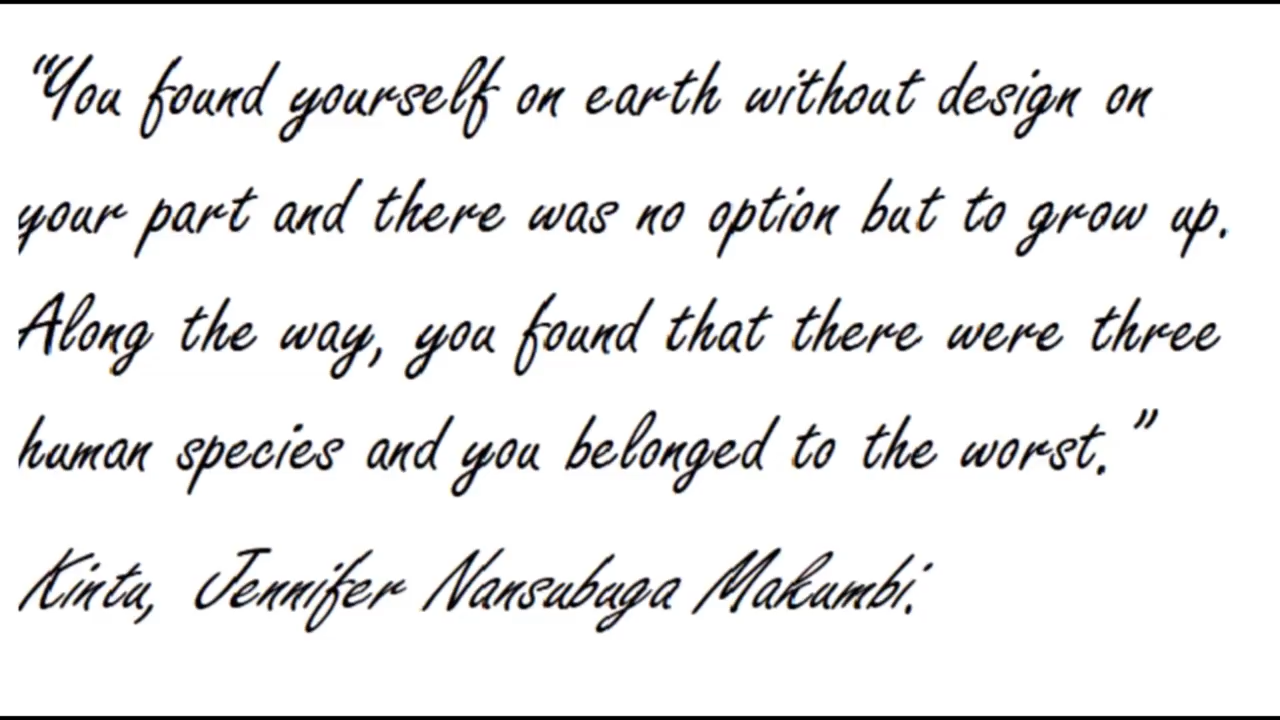 “You found yourself on earth without design on
your part and there was no option but to grow up.
Along the way, you found that there were three
human species and you belonged to the worst.”
Kintu, Jennifer Nansubuga Makumbi.